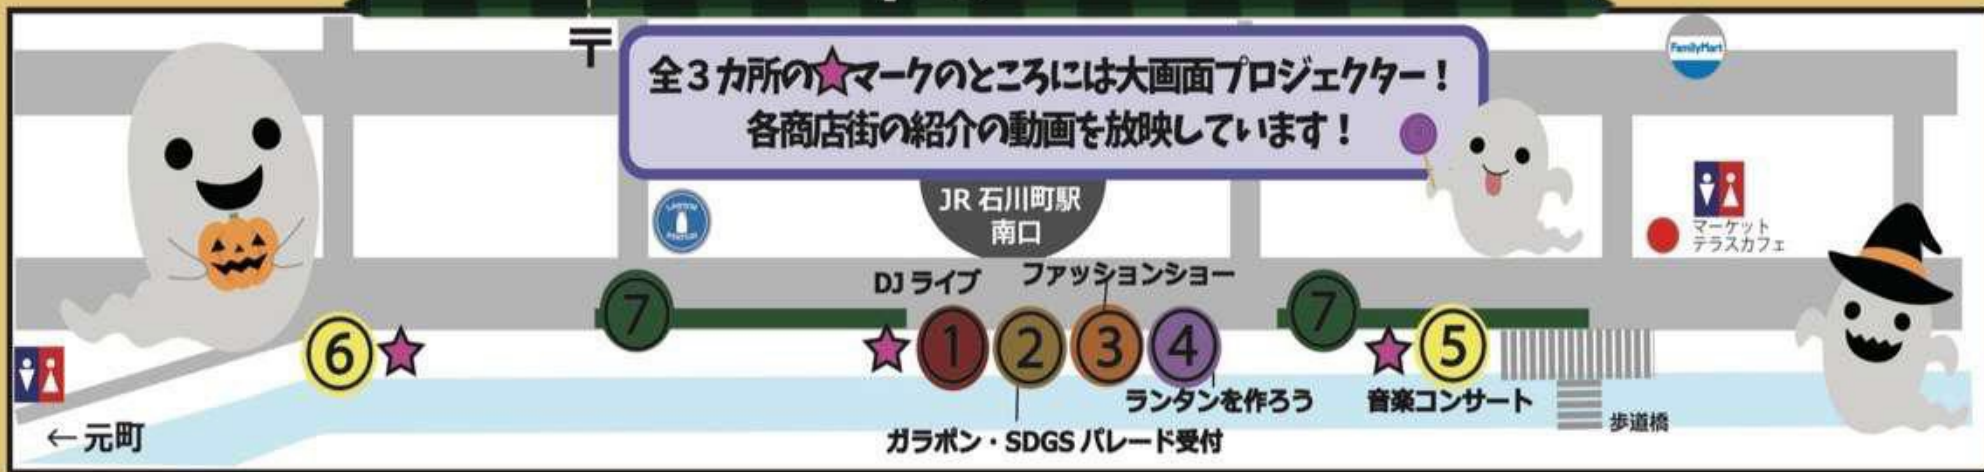 〒
全3カ所の★マークのところには大画面プロジェクター！
各商店街の紹介の動画を放映しています！
FamilyMart
LAWSON
STATION
JR 石川町駅
南口
マーケット
テラスカフェ
DJ ライブ
ファッションショー
⑦
⑦
⑥
①
②
③
④
⑤
ランタンを作ろう
音楽コンサート
ガラポン・SDGS パレード受付
歩道橋
←元町